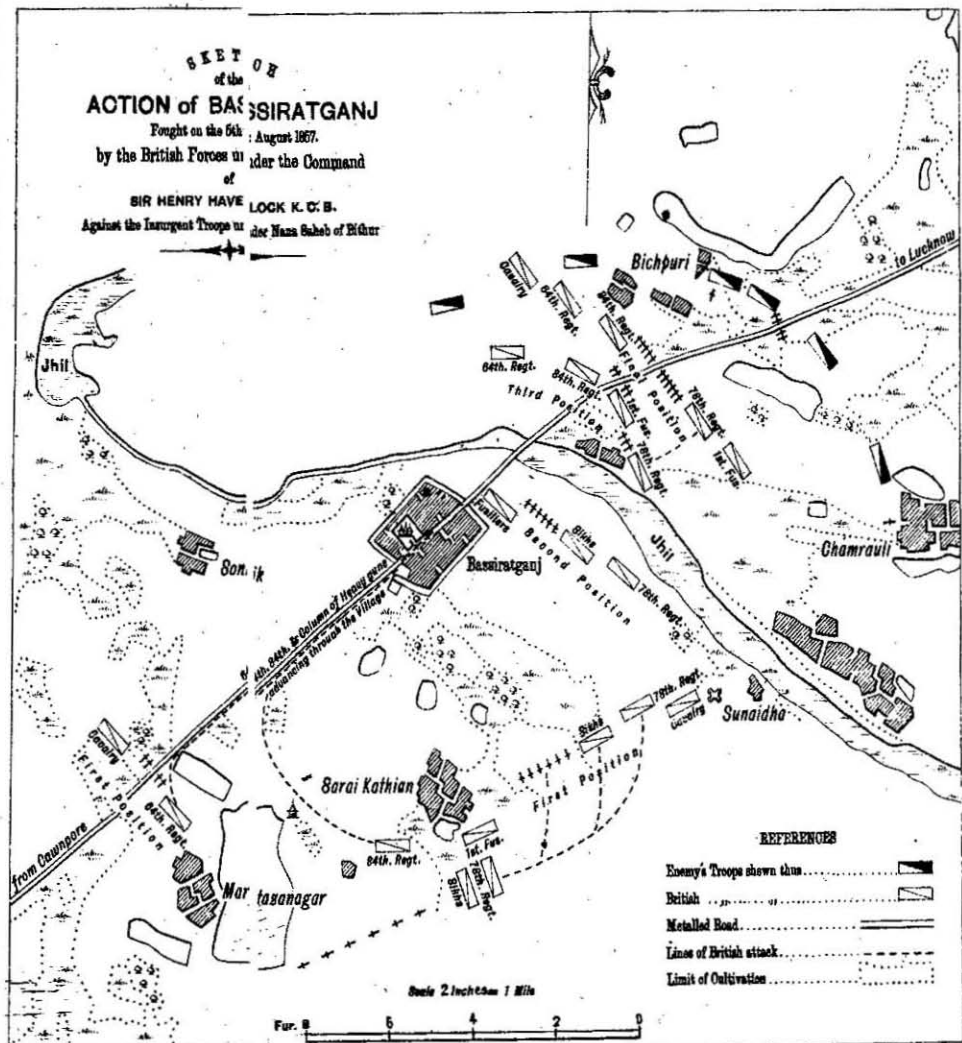 SKETCH
of the
ACTION of BASSIRATGANJ
Fought on the 5th August 1857.
by the British Forces under the Command
of
SIR HENRY HAVELOCK K.C.B.
Against the Insurgent Troops under Nana Saheb of Bithur
Bichpuri
to Lucknow
Cavalry
64th. Regt.
84th. Regt.
Final Position
64th. Regt.
84th. Regt.
Third Position
1st. Fus.
78th. Regt.
78th. Regt.
1st. Fus.
Jhil
Jhil
Chamrauli
Fusiliers
Sikhs
Second Position
78th. Regt.
Bassiratganj
64th, 84th, & Column of Heavy guns
advancing through the Village
78th. Regt.
Cavalry
Sunaidha
Sikhs
First Position
Cavalry
First Position
64th. Regt.
Sarai Kathian
84th. Regt.
1st. Fus.
78th. Regt.
Sikhs
from Cawnpore
Martasanagar
REFERENCES
Enemy's Troops shewn thus
British „ „
Metalled Road
Lines of British attack
Limit of Cultivation
Scale 2 Inches = 1 Mile
Fur. 8 6 4 2 0